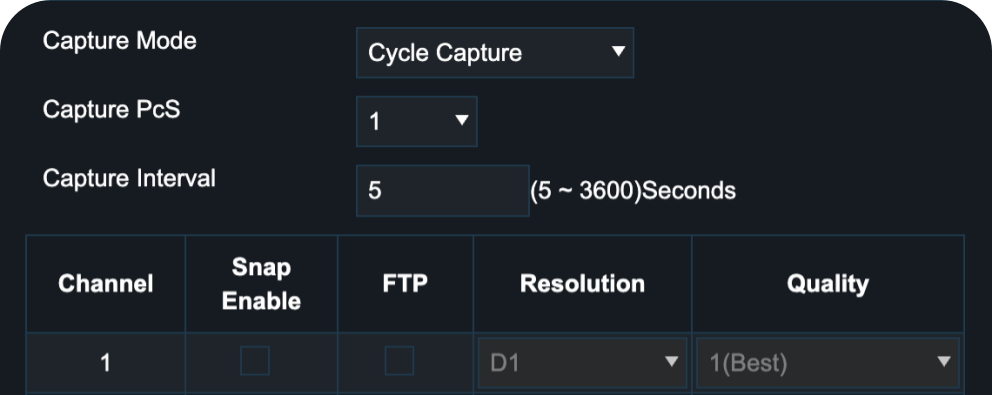 Capture Mode Cycle Capture
Capture PcS 1
Capture Interval 5 (5 ~ 3600)Seconds
Channel Snap Enable FTP Resolution Quality
1 D1 1(Best)